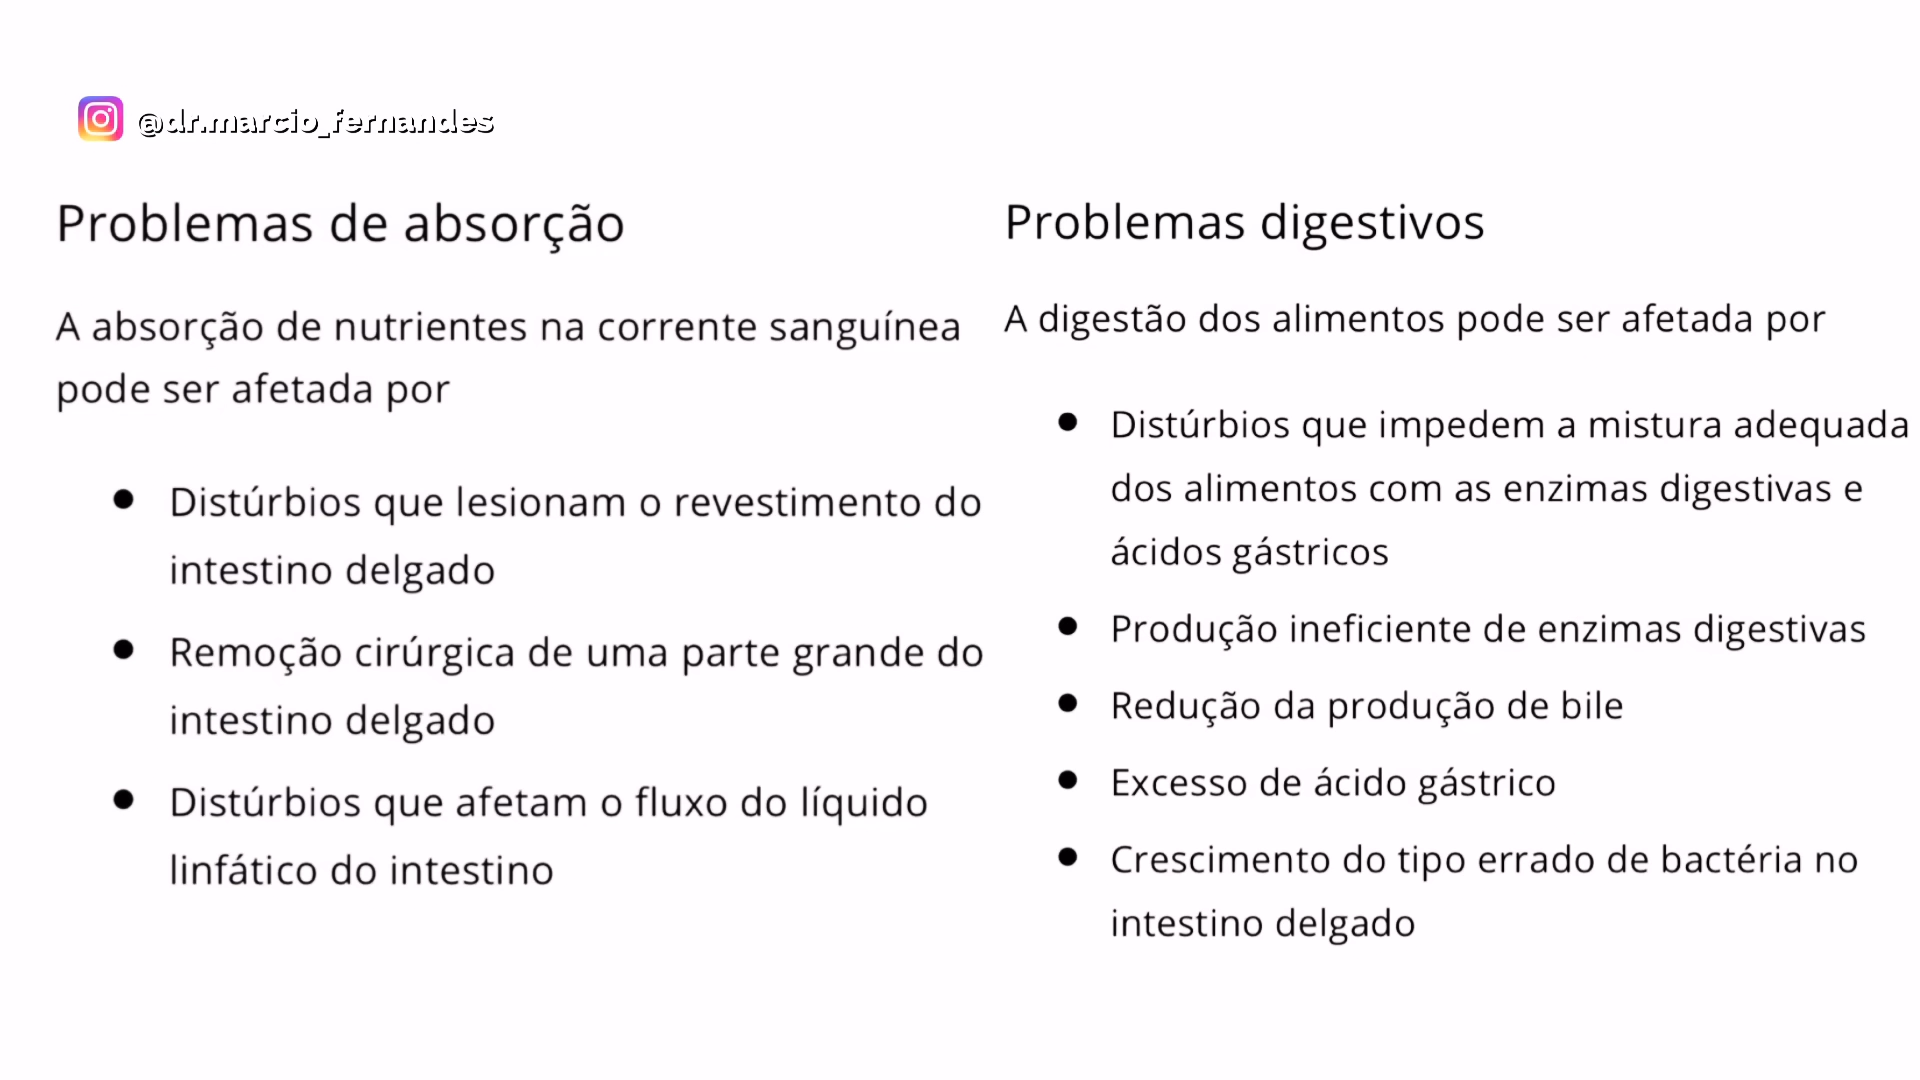 @dr.marcio_fernandes
Problemas de absorção
A absorção de nutrientes na corrente sanguínea
pode ser afetada por
• Distúrbios que lesionam o revestimento do
intestino delgado
• Remoção cirúrgica de uma parte grande do
intestino delgado
• Distúrbios que afetam o fluxo do líquido
linfático do intestino
Problemas digestivos
A digestão dos alimentos pode ser afetada por
• Distúrbios que impedem a mistura adequada
dos alimentos com as enzimas digestivas e
ácidos gástricos
• Produção ineficiente de enzimas digestivas
• Redução da produção de bile
• Excesso de ácido gástrico
• Crescimento do tipo errado de bactéria no
intestino delgado